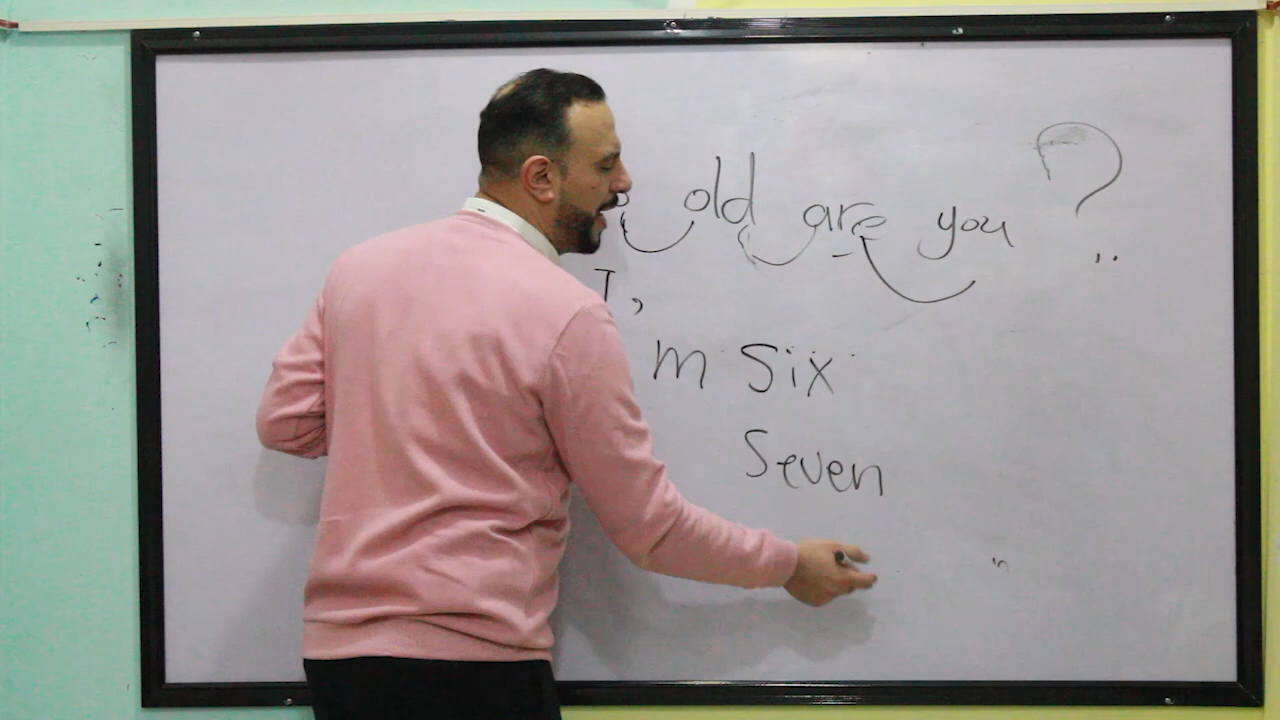 old are you ?
I,
m Six
Seven